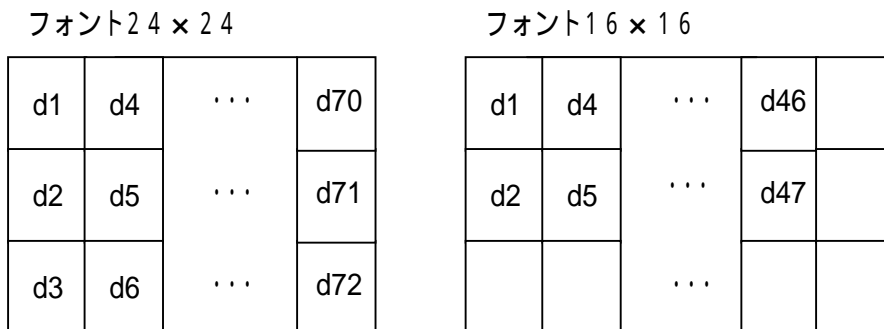 フォント24×24 フォント16×16
d1 d4 ··· d70 d1 d4 ··· d46
d2 d5 ··· d71 d2 d5 ··· d47
d3 d6 ··· d72 ···